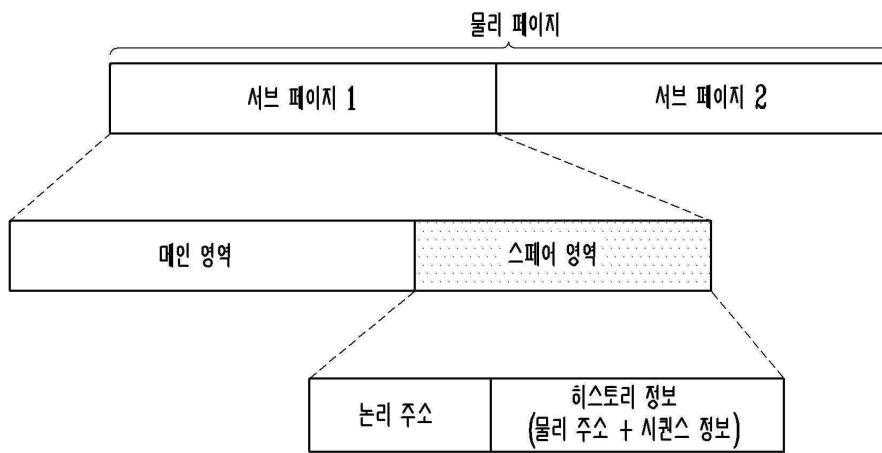 물리 페이지
서브 페이지 1
서브 페이지 2
메인 영역
스페어 영역
논리 주소
히스토리 정보
(물리 주소 + 시퀀스 정보)